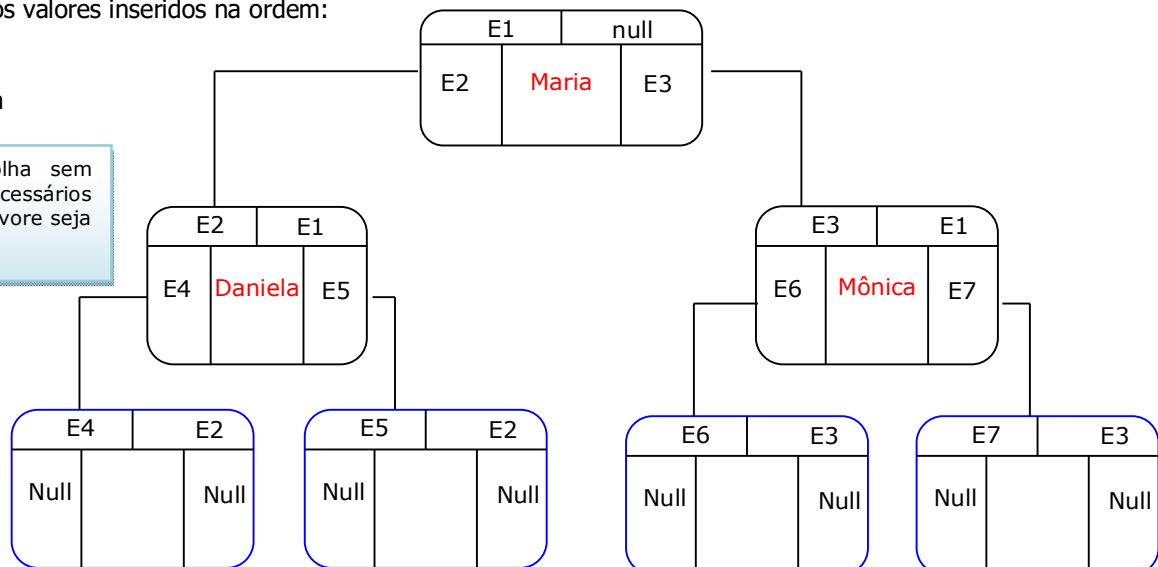 os valores inseridos na ordem:
E1 null
E2 Maria E3
lha sem
cessários
vore seja
E2 E1
E4 Daniela E5
E3 E1
E6 Mônica E7
E4 E2
Null Null
E5 E2
Null Null
E6 E3
Null Null
E7 E3
Null Null